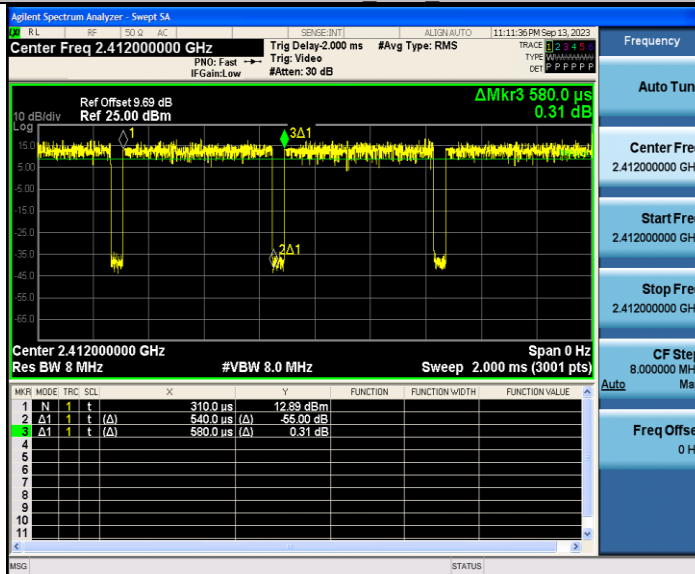 Agilent Spectrum Analyzer - Swept SA
RL RF 50 Ω AC SENSE:INT ALIGN AUTO 11:11:36 PM Sep 13, 2023
Center Freq 2.412000000 GHz
PNO: Fast
IFGain:Low
Trig Delay-2.000 ms
Trig: Video
#Atten: 30 dB
#Avg Type: RMS
TRACE 1 2 3 4 5 6
TYPE
DET P P P P P P
ΔMkr3 580.0 µs
0.31 dB
Ref Offset 9.69 dB
10 dB/div Ref 25.00 dBm
Log
15.0
5.00
-5.00
-15.0
-25.0
-35.0
-45.0
-55.0
-65.0
1
3Δ1
2Δ1
Center 2.412000000 GHz Span 0 Hz
Res BW 8 MHz #VBW 8.0 MHz Sweep 2.000 ms (3001 pts)
MKR MODE TRC SCL X Y FUNCTION FUNCTION WIDTH FUNCTION VALUE
1 N 1 t 310.0 µs 12.89 dBm
2 Δ1 1 t (Δ) 540.0 µs (Δ) -55.00 dB
3 Δ1 1 t (Δ) 580.0 µs (Δ) 0.31 dB
4
5
6
7
8
9
10
11
MSG STATUS
Frequency
Auto Tun
Center Fre
2.412000000 GH
Start Fre
2.412000000 GH
Stop Fre
2.412000000 GH
CF Step
8.000000 MH
Auto Ma
Freq Offse
0 H